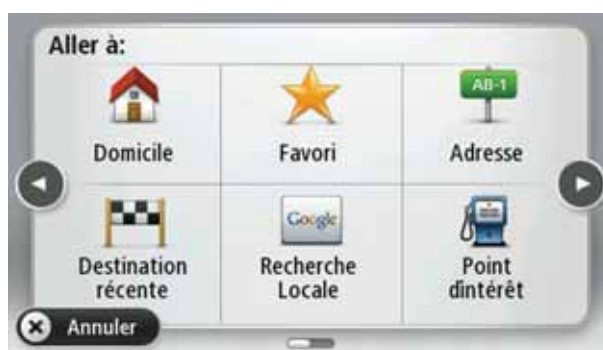 Aller à:
AB-1
Domicile
Favori
Adresse
Google
Destination
récente
Recherche
Locale
Point
dintérêt
Annuler